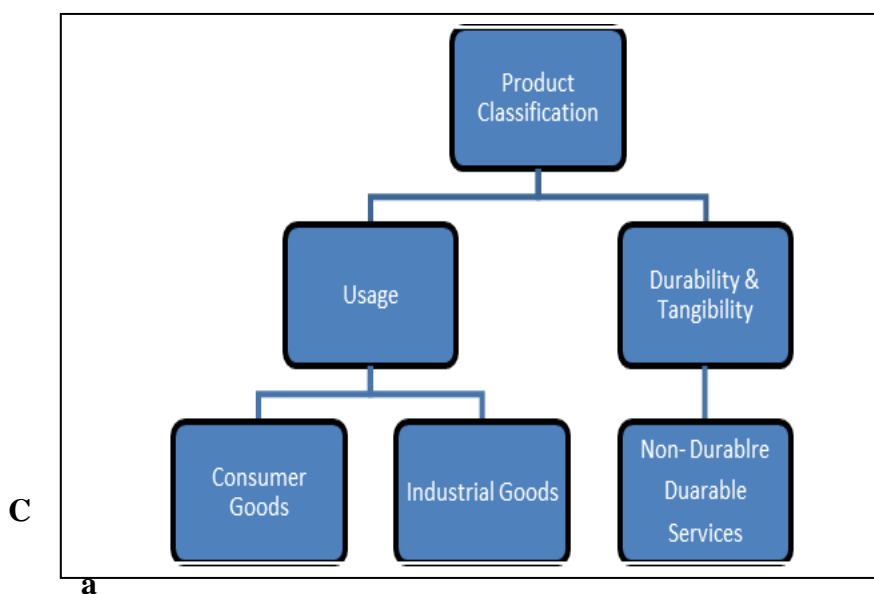 Product
Classification
Usage
Durability &
Tangibility
Consumer
Goods
Industrial Goods
Non- Durablre
Duarable
Services
C
a